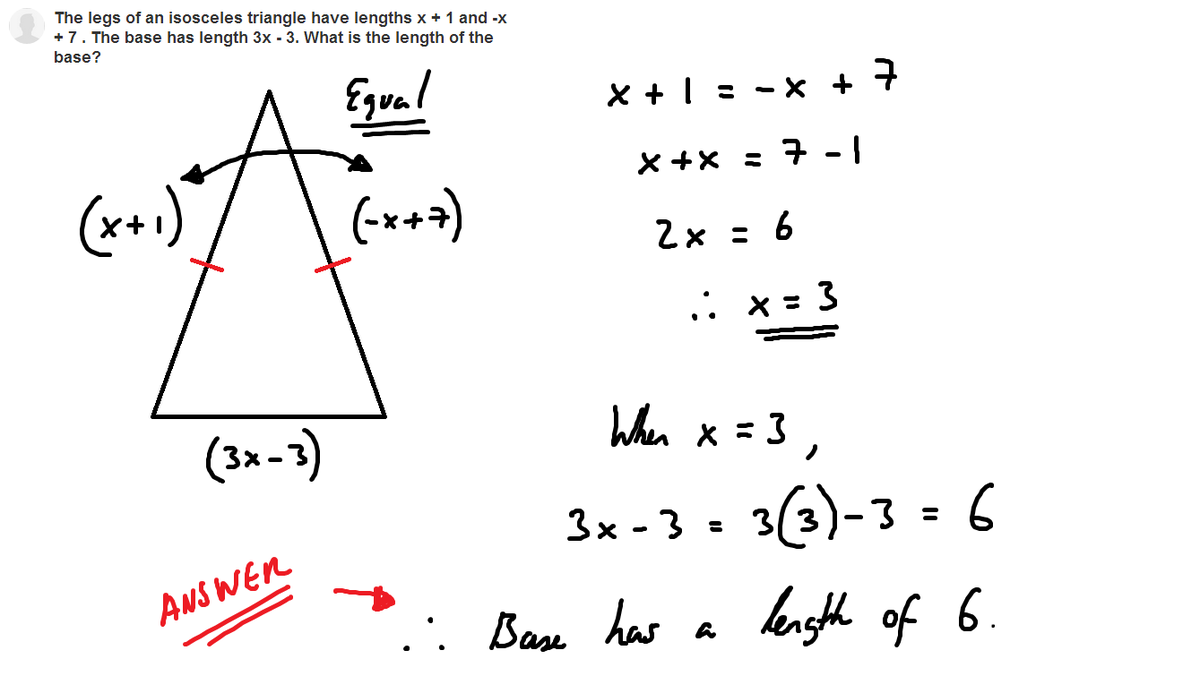 The legs of an isosceles triangle have lengths x + 1 and -x
+ 7 . The base has length 3x - 3. What is the length of the
base?
Equal
(x+1)
(-x+7)
(3x-3)
ANSWER
x + 1 = -x + 7
x+x = 7-1
2x = 6
∴ x = 3
When x = 3,
3x - 3 = 3(3)-3 = 6
∴ Base has a length of 6.